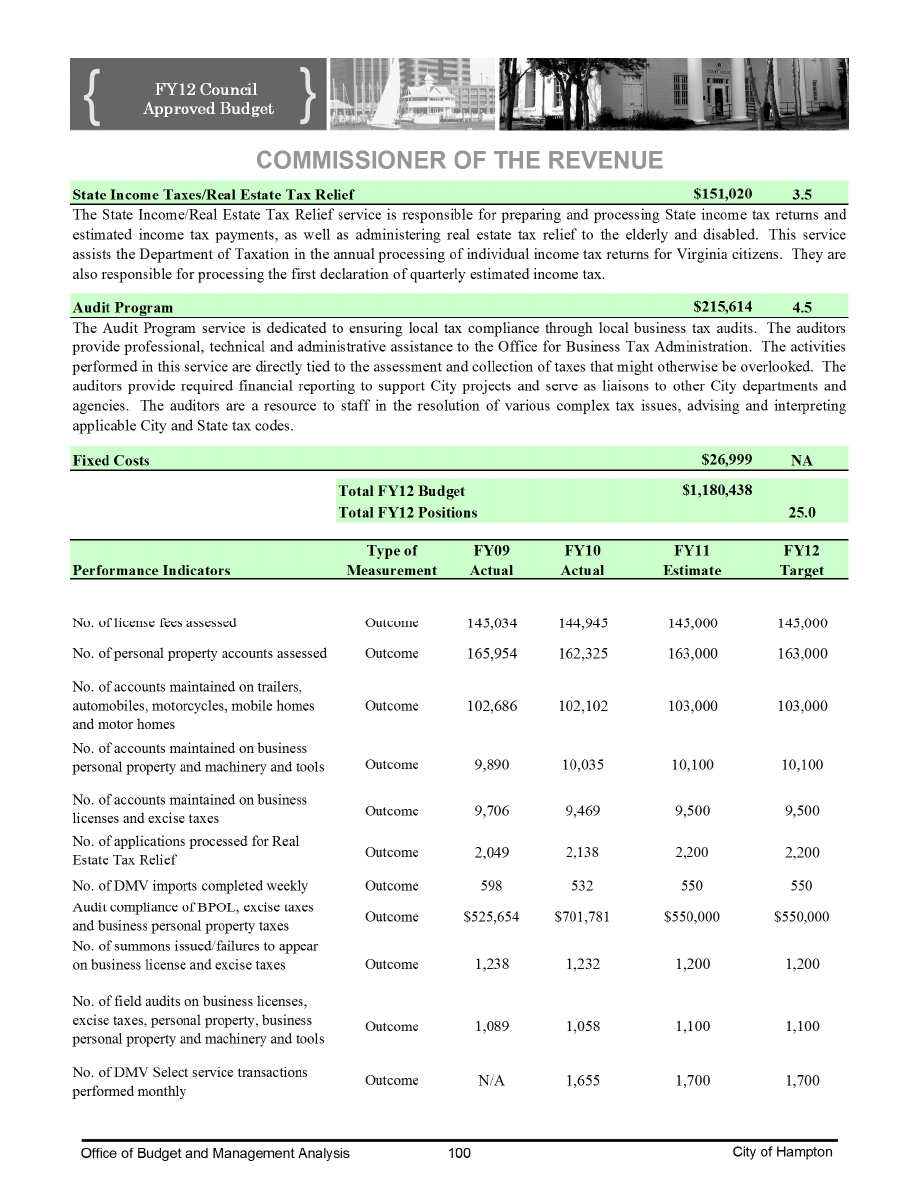 FY12 Council
Approved Budget
COMMISSIONER OF THE REVENUE
State Income Taxes/Real Estate Tax Relief $151,020 3.5
The State Income/Real Estate Tax Relief service is responsible for preparing and processing State income tax returns and
estimated income tax payments, as well as administering real estate tax relief to the elderly and disabled. This service
assists the Department of Taxation in the annual processing of individual income tax returns for Virginia citizens. They are
also responsible for processing the first declaration of quarterly estimated income tax.
Audit Program $215,614 4.5
The Audit Program service is dedicated to ensuring local tax compliance through local business tax audits. The auditors
provide professional, technical and administrative assistance to the Office for Business Tax Administration. The activities
performed in this service are directly tied to the assessment and collection of taxes that might otherwise be overlooked. The
auditors provide required financial reporting to support City projects and serve as liaisons to other City departments and
agencies. The auditors are a resource to staff in the resolution of various complex tax issues, advising and interpreting
applicable City and State tax codes.
Fixed Costs $26,999 NA
Total FY12 Budget $1,180,438
Total FY12 Positions 25.0
Type of FY09 FY10 FY11 FY12
Performance Indicators Measurement Actual Actual Estimate Target
No. of license fees assessed Outcome 145,034 144,945 145,000 145,000
No. of personal property accounts assessed Outcome 165,954 162,325 163,000 163,000
No. of accounts maintained on trailers,
automobiles, motorcycles, mobile homes Outcome 102,686 102,102 103,000 103,000
and motor homes
No. of accounts maintained on business
personal property and machinery and tools Outcome 9,890 10,035 10,100 10,100
No. of accounts maintained on business
licenses and excise taxes Outcome 9,706 9,469 9,500 9,500
No. of applications processed for Real
Estate Tax Relief Outcome 2,049 2,138 2,200 2,200
No. of DMV imports completed weekly Outcome 598 532 550 550
Audit compliance of BPOL, excise taxes
and business personal property taxes Outcome $525,654 $701,781 $550,000 $550,000
No. of summons issued/failures to appear
on business license and excise taxes Outcome 1,238 1,232 1,200 1,200
No. of field audits on business licenses,
excise taxes, personal property, business Outcome 1,089 1,058 1,100 1,100
personal property and machinery and tools
No. of DMV Select service transactions
performed monthly Outcome N/A 1,655 1,700 1,700
Office of Budget and Management Analysis 100 City of Hampton